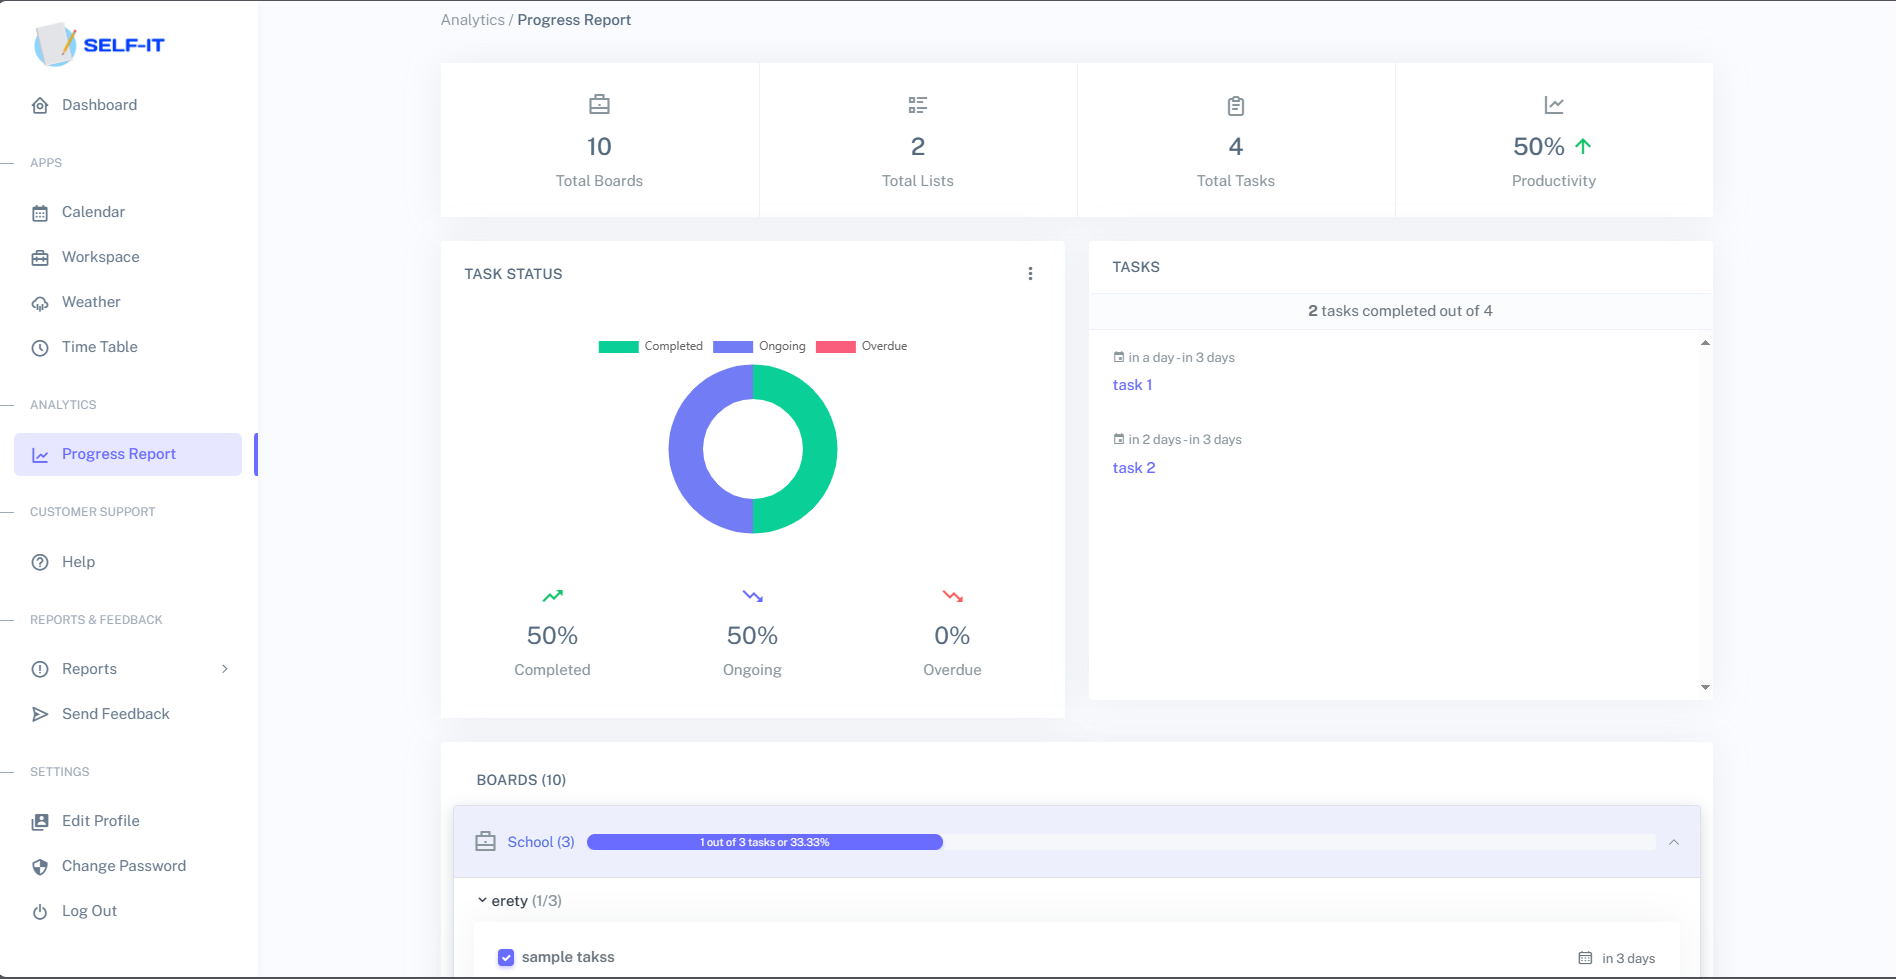 SELF-IT
Dashboard
APPS
Calendar
Workspace
Weather
Time Table
ANALYTICS
Progress Report
CUSTOMER SUPPORT
Help
REPORTS & FEEDBACK
Reports
Send Feedback
SETTINGS
Edit Profile
Change Password
Log Out
Analytics / Progress Report
10
Total Boards
2
Total Lists
4
Total Tasks
50%
Productivity
TASK STATUS
Completed Ongoing Overdue
50%
Completed
50%
Ongoing
0%
Overdue
TASKS
2 tasks completed out of 4
in a day - in 3 days
task 1
in 2 days - in 3 days
task 2
BOARDS (10)
School (3) 1 out of 3 tasks or 33.33%
erety (1/3)
sample takss in 3 days